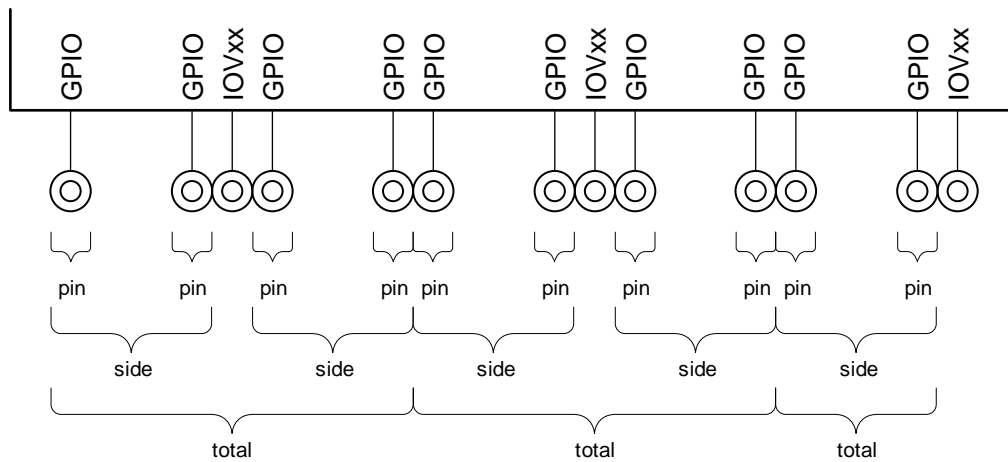 GPIO GPIO IOVxx GPIO GPIO GPIO GPIO IOVxx GPIO GPIO GPIO GPIO IOVxx
pin pin pin pin pin pin pin pin pin pin
side side side side side
total total total